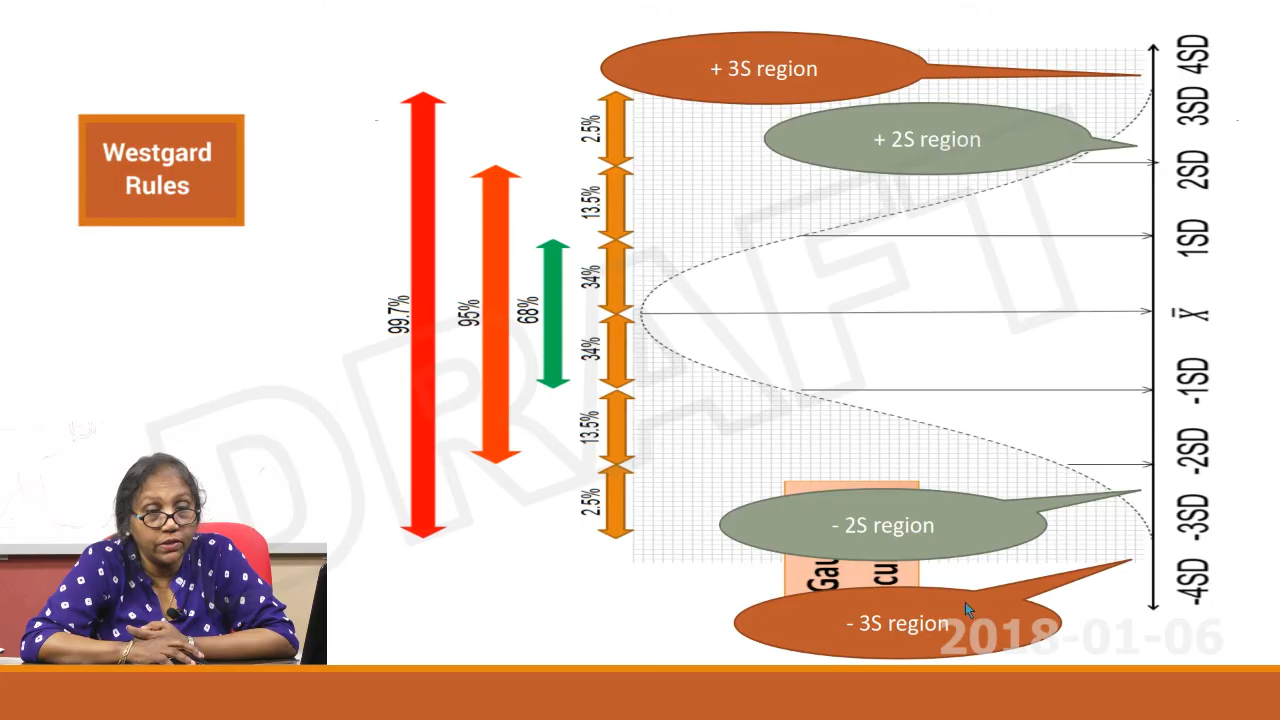 Westgard
Rules
+ 3S region
+ 2S region
- 2S region
- 3S region
99.7%
95%
68%
2.5%
13.5%
34%
34%
13.5%
2.5%
4SD
3SD
2SD
1SD
X̄
-1SD
-2SD
-3SD
-4SD
DRAFT
2018-01-06